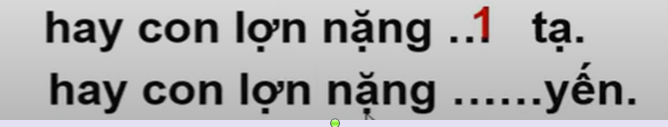 hay con lợn nặng ..1 tạ.
hay con lợn nặng ......yến.